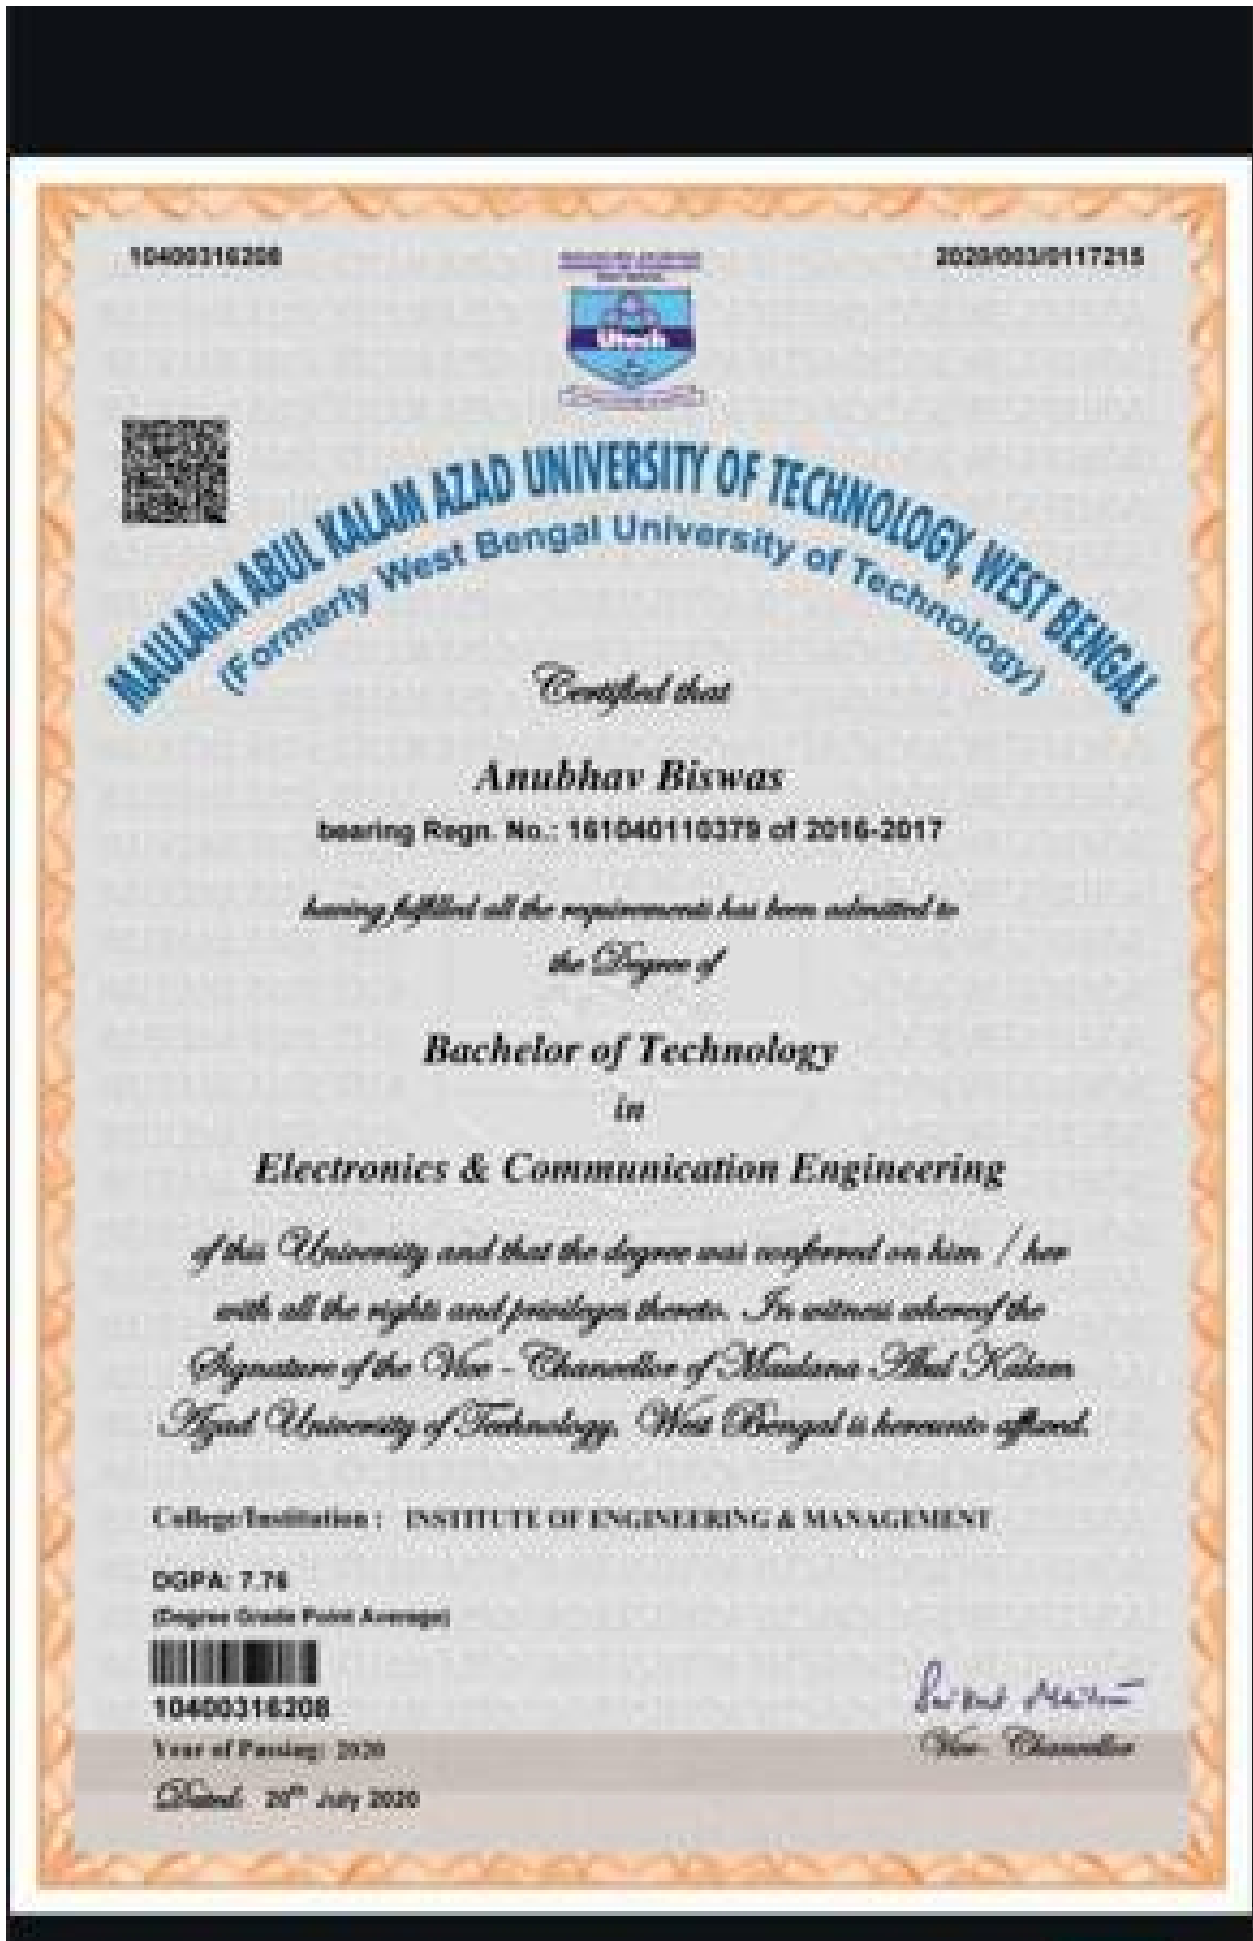 10400316208
2020/003/0117215
Utech
MAULANA ABUL KALAM AZAD UNIVERSITY OF TECHNOLOGY, WEST BENGAL
(Formerly West Bengal University of Technology)
Certified that
Anubhav Biswas
bearing Regn. No.: 161040110379 of 2016-2017
having fulfilled all the requirements has been admitted to
the Degree of
Bachelor of Technology
in
Electronics & Communication Engineering
of this University and that the degree was conferred on him / her
with all the rights and privileges thereto. In witness whereof the
Signature of the Vice - Chancellor of Maulana Abul Kalam
Azad University of Technology, West Bengal is hereunto affixed.
College/Institution : INSTITUTE OF ENGINEERING & MANAGEMENT
DGPA: 7.76
(Degree Grade Point Average)
10400316208
Year of Passing: 2020
Vice- Chancellor
Dated: 20th July 2020